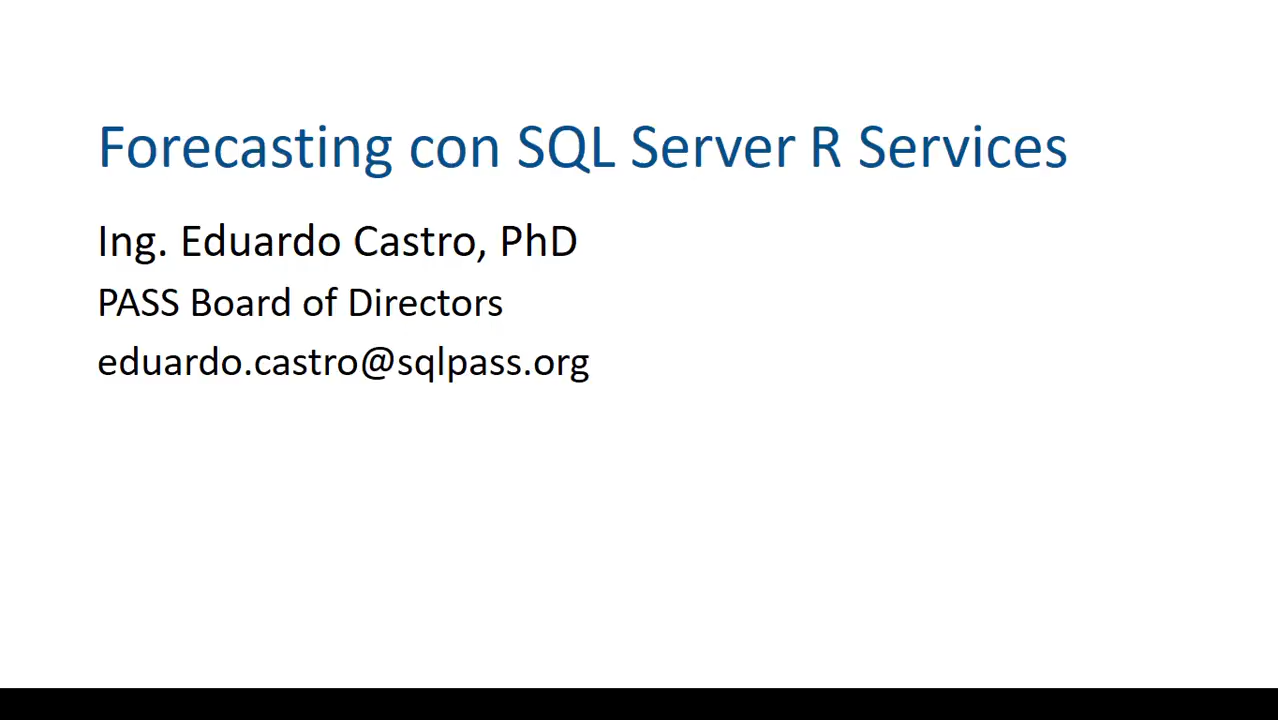 Forecasting con SQL Server R Services
Ing. Eduardo Castro, PhD
PASS Board of Directors
eduardo.castro@sqlpass.org